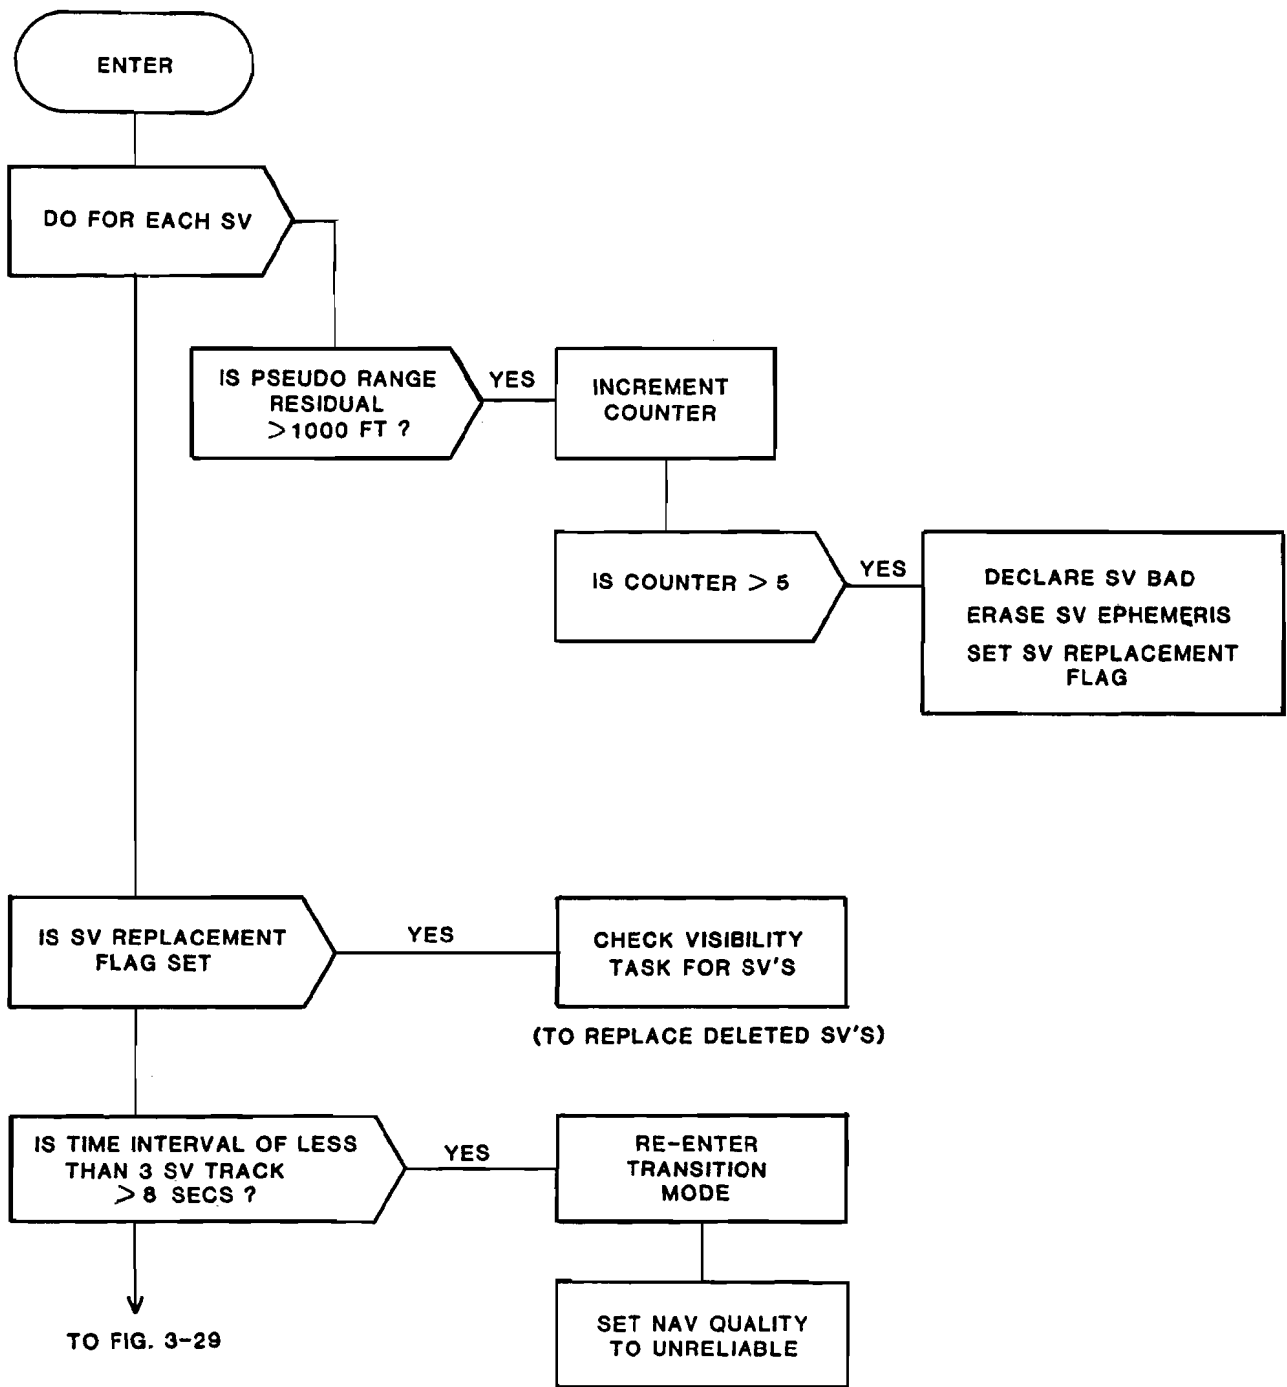 ENTER
DO FOR EACH SV
IS PSEUDO RANGE
RESIDUAL
>1000 FT ?
YES
INCREMENT
COUNTER
IS COUNTER > 5
YES
DECLARE SV BAD
ERASE SV EPHEMERIS
SET SV REPLACEMENT
FLAG
IS SV REPLACEMENT
FLAG SET
YES
CHECK VISIBILITY
TASK FOR SV'S
(TO REPLACE DELETED SV'S)
IS TIME INTERVAL OF LESS
THAN 3 SV TRACK
> 8 SECS ?
YES
RE-ENTER
TRANSITION
MODE
SET NAV QUALITY
TO UNRELIABLE
TO FIG. 3-29